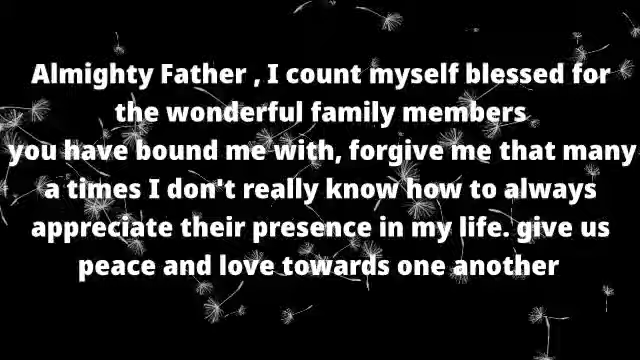 Almighty Father , I count myself blessed for
the wonderful family members
you have bound me with, forgive me that many
a times I don't really know how to always
appreciate their presence in my life. give us
peace and love towards one another